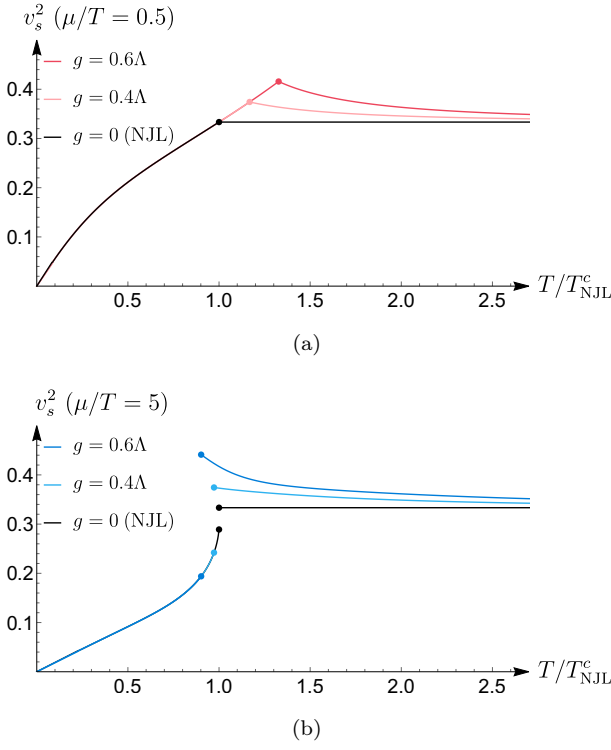 v_s^2 (μ/T = 0.5)
g = 0.6Λ
0.4
g = 0.4Λ
0.3
g = 0 (NJL)
0.2
0.1
0.5 1.0 1.5 2.0 2.5
T/T_NJL^c
(a)
v_s^2 (μ/T = 5)
g = 0.6Λ
0.4
g = 0.4Λ
0.3
g = 0 (NJL)
0.2
0.1
0.5 1.0 1.5 2.0 2.5
T/T_NJL^c
(b)